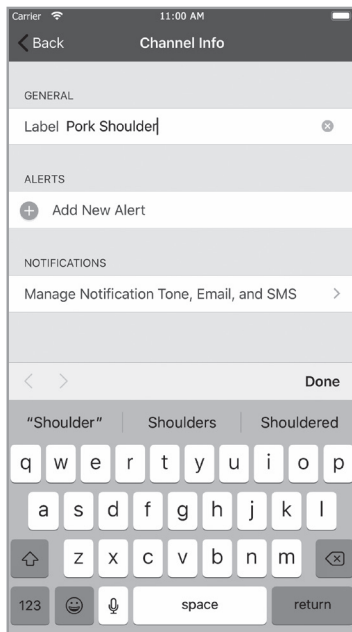 Carrier 11:00 AM
Back Channel Info
GENERAL
Label Pork Shoulder
ALERTS
Add New Alert
NOTIFICATIONS
Manage Notification Tone, Email, and SMS
Done
“Shoulder” Shoulders Shouldered
q w e r t y u i o p
a s d f g h j k l
z x c v b n m
123 space return